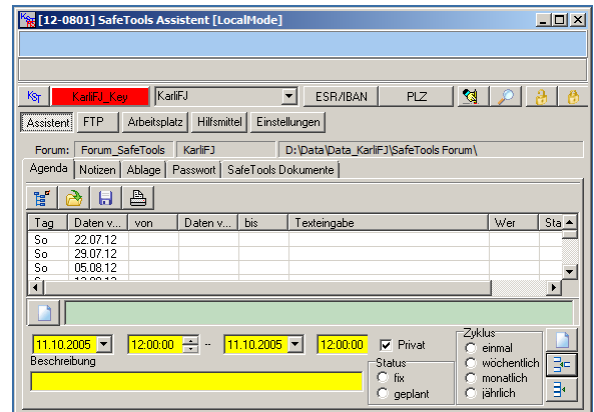 [12-0801] SafeTools Assistent [LocalMode]
KST KarliFJ_Key KarliFJ ESR/IBAN PLZ
Assistent FTP Arbeitsplatz Hilfsmittel Einstellungen
Forum: Forum_SafeTools KarliFJ D:\Data\Data_KarliFJ\SafeTools Forum\
Agenda Notizen Ablage Passwort SafeTools Dokumente
Tag Daten v... von Daten v... bis Texteingabe Wer Sta
So 22.07.12
So 29.07.12
So 05.08.12
11.10.2005 12:00:00 -- 11.10.2005 12:00:00 Privat
Beschreibung
Status
fix
geplant
Zyklus
einmal
wöchentlich
monatlich
jährlich